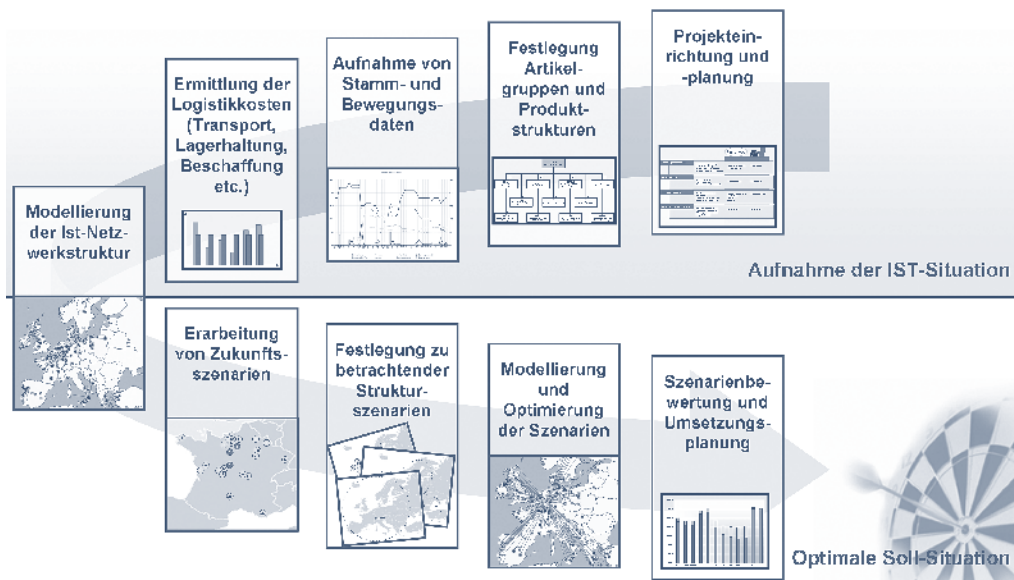 Projektein-
richtung und
-planung
Festlegung
Artikel-
gruppen und
Produkt-
strukturen
Aufnahme von
Stamm- und
Bewegungs-
daten
Ermittlung der
Logistikkosten
(Transport,
Lagerhaltung,
Beschaffung
etc.)
Modellierung
der Ist-Netz-
werkstruktur
Aufnahme der IST-Situation
Erarbeitung
von Zukunfts-
szenarien
Festlegung zu
betrachtender
Struktur-
szenarien
Modellierung
und
Optimierung
der Szenarien
Szenarienbe-
wertung und
Umsetzungs-
planung
Optimale Soll-Situation